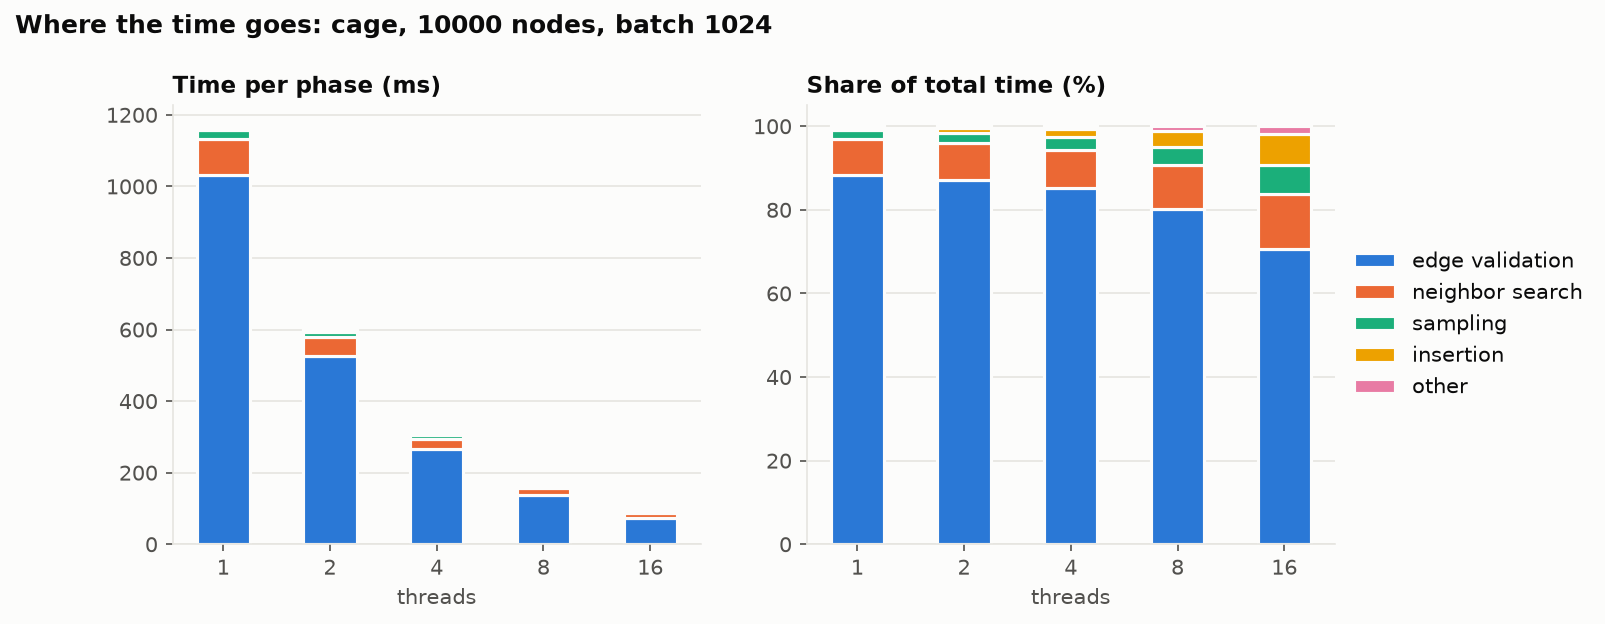 Where the time goes: cage, 10000 nodes, batch 1024
Time per phase (ms)
1200
1000
800
600
400
200
0
1 2 4 8 16
threads
Share of total time (%)
100
80
60
40
20
0
1 2 4 8 16
threads
edge validation
neighbor search
sampling
insertion
other